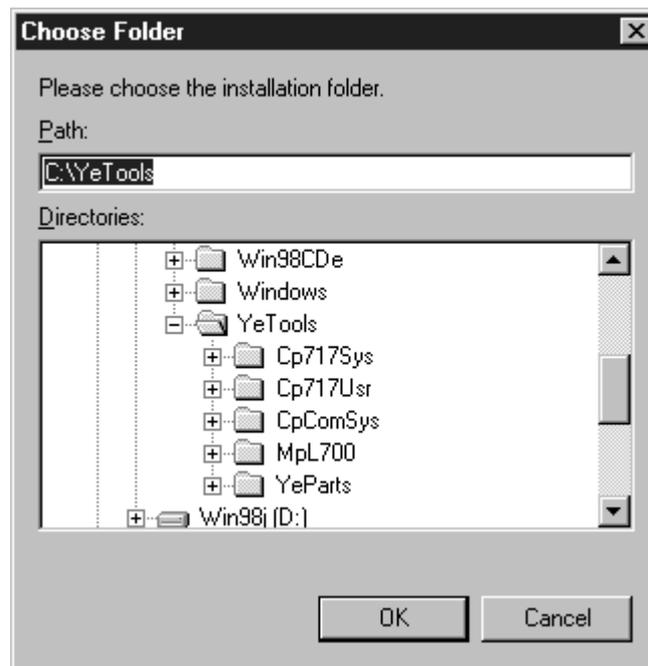 Choose Folder
Please choose the installation folder.
Path:
C:\YeTools
Directories:
Win98CDe
Windows
YeTools
Cp717Sys
Cp717Usr
CpComSys
MpL700
YeParts
Win98j (D:)
OK Cancel